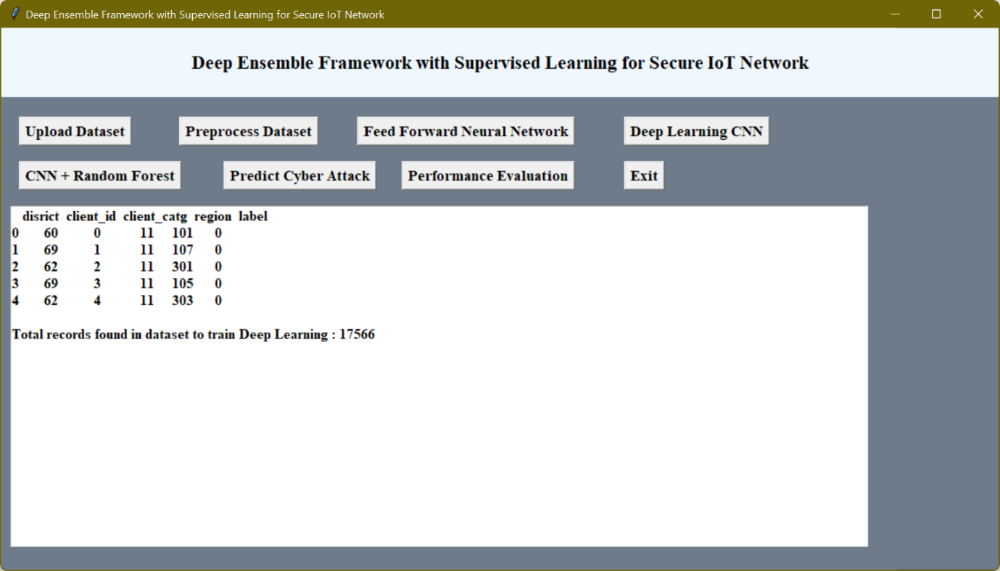 Deep Ensemble Framework with Supervised Learning for Secure IoT Network
Deep Ensemble Framework with Supervised Learning for Secure IoT Network
Upload Dataset Preprocess Dataset Feed Forward Neural Network Deep Learning CNN
CNN + Random Forest Predict Cyber Attack Performance Evaluation Exit
disrict client_id client_catg region label
0 60 0 11 101 0
1 69 1 11 107 0
2 62 2 11 301 0
3 69 3 11 105 0
4 62 4 11 303 0
Total records found in dataset to train Deep Learning : 17566